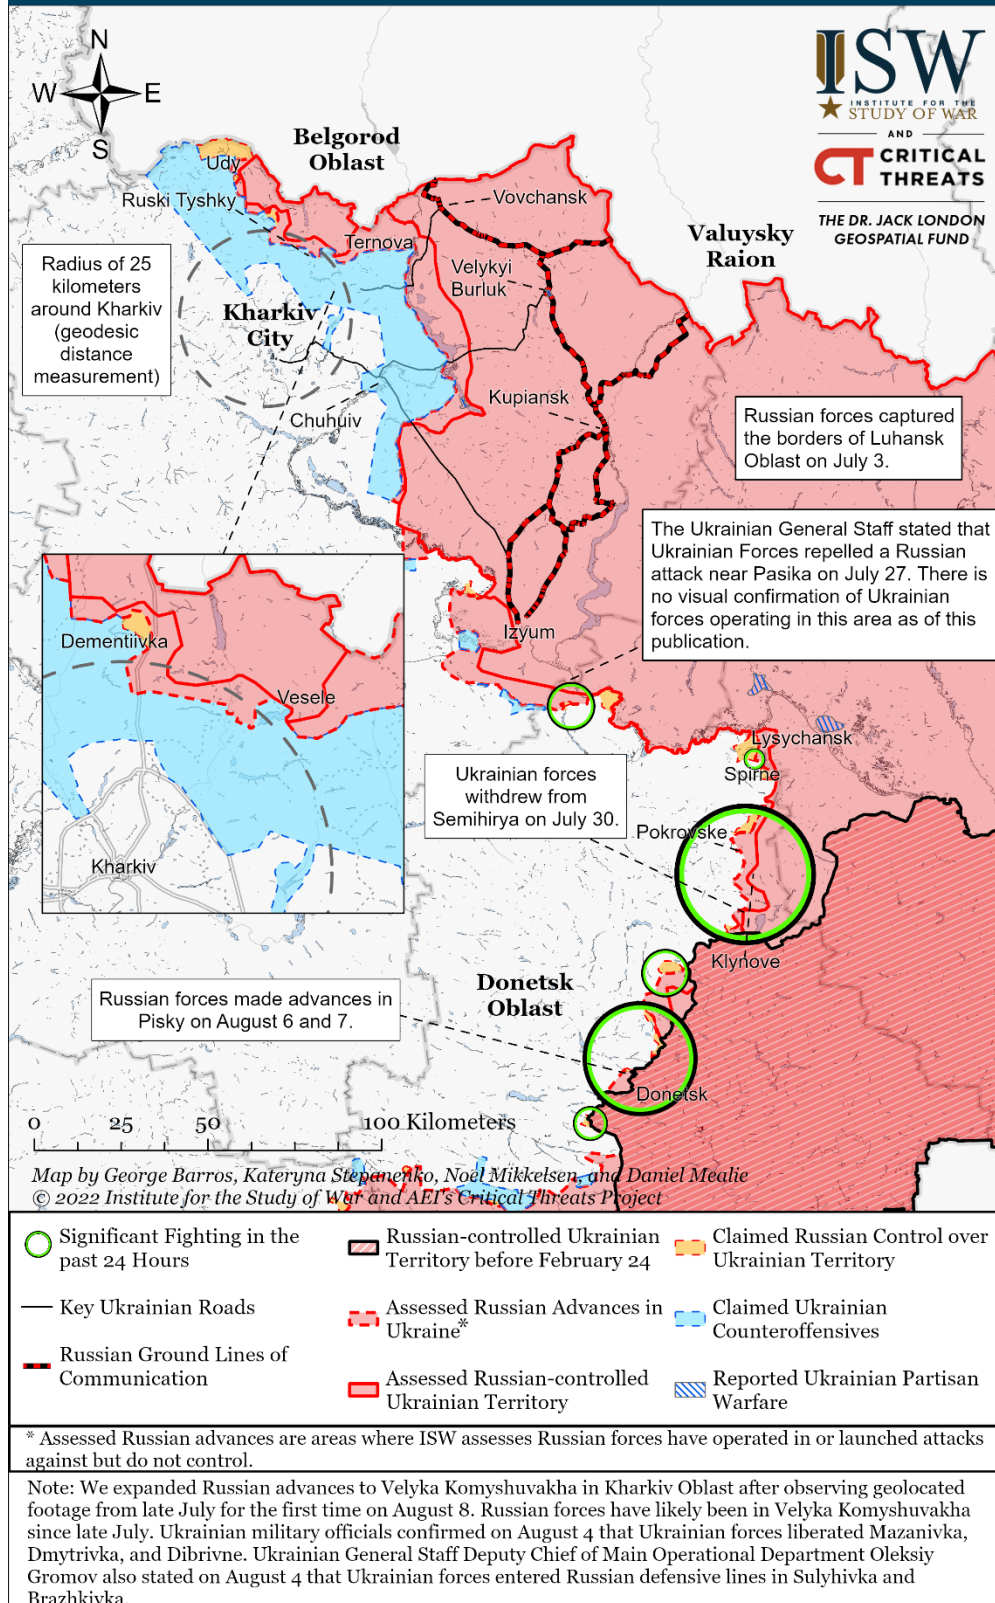 N
W
E
S
ISW
INSTITUTE FOR THE
STUDY OF WAR
AND
CT CRITICAL
THREATS
THE DR. JACK LONDON
GEOSPATIAL FUND
Belgorod
Oblast
Udy
Ruski Tyshky
Vovchansk
Ternova
Valuysky
Raion
Velykyi
Burluk
Radius of 25
kilometers
around Kharkiv
(geodesic
distance
measurement)
Kharkiv
City
Kupiansk
Chuhuiv
Russian forces captured
the borders of Luhansk
Oblast on July 3.
The Ukrainian General Staff stated that
Ukrainian Forces repelled a Russian
attack near Pasika on July 27. There is
no visual confirmation of Ukrainian
forces operating in this area as of this
publication.
Izyum
Dementiivka
Vesele
Kharkiv
Lysychansk
Spirne
Ukrainian forces
withdrew from
Semihirya on July 30.
Pokrovske
Klynove
Donetsk
Oblast
Russian forces made advances in
Pisky on August 6 and 7.
Donetsk
0 25 50 100 Kilometers
Map by George Barros, Kateryna Stepanenko, Noel Mikkelsen, and Daniel Mealie
© 2022 Institute for the Study of War and AEI's Critical Threats Project
Significant Fighting in the
past 24 Hours
Key Ukrainian Roads
Russian Ground Lines of
Communication
Russian-controlled Ukrainian
Territory before February 24
Assessed Russian Advances in
Ukraine*
Assessed Russian-controlled
Ukrainian Territory
Claimed Russian Control over
Ukrainian Territory
Claimed Ukrainian
Counteroffensives
Reported Ukrainian Partisan
Warfare
* Assessed Russian advances are areas where ISW assesses Russian forces have operated in or launched attacks
against but do not control.
Note: We expanded Russian advances to Velyka Komyshuvakha in Kharkiv Oblast after observing geolocated
footage from late July for the first time on August 8. Russian forces have likely been in Velyka Komyshuvakha
since late July. Ukrainian military officials confirmed on August 4 that Ukrainian forces liberated Mazanivka,
Dmytrivka, and Dibrivne. Ukrainian General Staff Deputy Chief of Main Operational Department Oleksiy
Gromov also stated on August 4 that Ukrainian forces entered Russian defensive lines in Sulyhivka and
Brazhkivka.